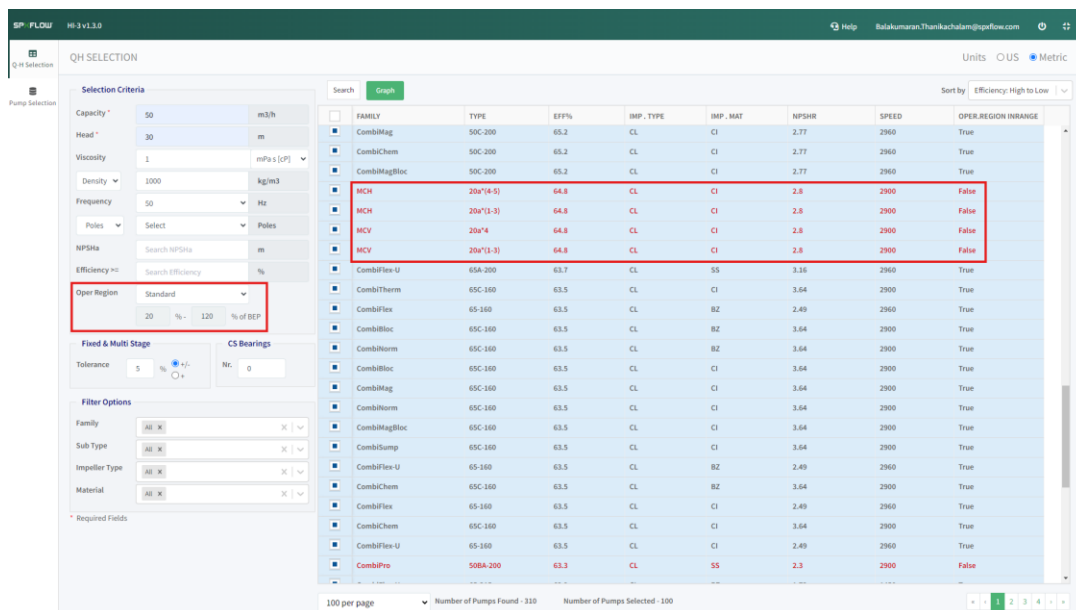 SPXFLOW HI-3 v1.3.0 Help Balakumaran.Thanikachalam@spxflow.com
Q-H Selection
Pump Selection
QH SELECTION Units US Metric
Selection Criteria
Capacity * 50 m3/h
Head * 30 m
Viscosity 1 mPa s [cP]
Density 1000 kg/m3
Frequency 50 Hz
Poles Select Poles
NPSHa Search NPSHa m
Efficiency >= Search Efficiency %
Oper Region Standard
20 % - 120 % of BEP
Fixed & Multi Stage
Tolerance 5 % +/-
+
CS Bearings
Nr. 0
Filter Options
Family All x
Sub Type All x
Impeller Type All x
Material All x
* Required Fields
Search Graph Sort by Efficiency: High to Low
FAMILY TYPE EFF% IMP . TYPE IMP . MAT NPSHR SPEED OPER.REGION INRANGE
CombiMag 50C-200 65.2 CL CI 2.77 2960 True
CombiChem 50C-200 65.2 CL CI 2.77 2960 True
CombiMagBloc 50C-200 65.2 CL CI 2.77 2960 True
MCH 20a*(4-5) 64.8 CL CI 2.8 2900 False
MCH 20a*(1-3) 64.8 CL CI 2.8 2900 False
MCV 20a*4 64.8 CL CI 2.8 2900 False
MCV 20a*(1-3) 64.8 CL CI 2.8 2900 False
CombiFlex-U 65A-200 63.7 CL SS 3.16 2960 True
CombiTherm 65C-160 63.5 CL CI 3.64 2900 True
CombiFlex 65-160 63.5 CL BZ 2.49 2960 True
CombiBloc 65C-160 63.5 CL BZ 3.64 2900 True
CombiNorm 65C-160 63.5 CL BZ 3.64 2900 True
CombiBloc 65C-160 63.5 CL CI 3.64 2900 True
CombiMag 65C-160 63.5 CL CI 3.64 2900 True
CombiNorm 65C-160 63.5 CL CI 3.64 2900 True
CombiMagBloc 65C-160 63.5 CL CI 3.64 2900 True
CombiSump 65C-160 63.5 CL CI 3.64 2900 True
CombiFlex-U 65-160 63.5 CL BZ 2.49 2960 True
CombiChem 65C-160 63.5 CL BZ 3.64 2900 True
CombiFlex 65-160 63.5 CL CI 2.49 2960 True
CombiChem 65C-160 63.5 CL CI 3.64 2900 True
CombiFlex-U 65-160 63.5 CL CI 2.49 2960 True
CombiPro 50BA-200 63.3 CL SS 2.3 2900 False
100 per page Number of Pumps Found - 310 Number of Pumps Selected - 100 « ‹ 1 2 3 4 › »